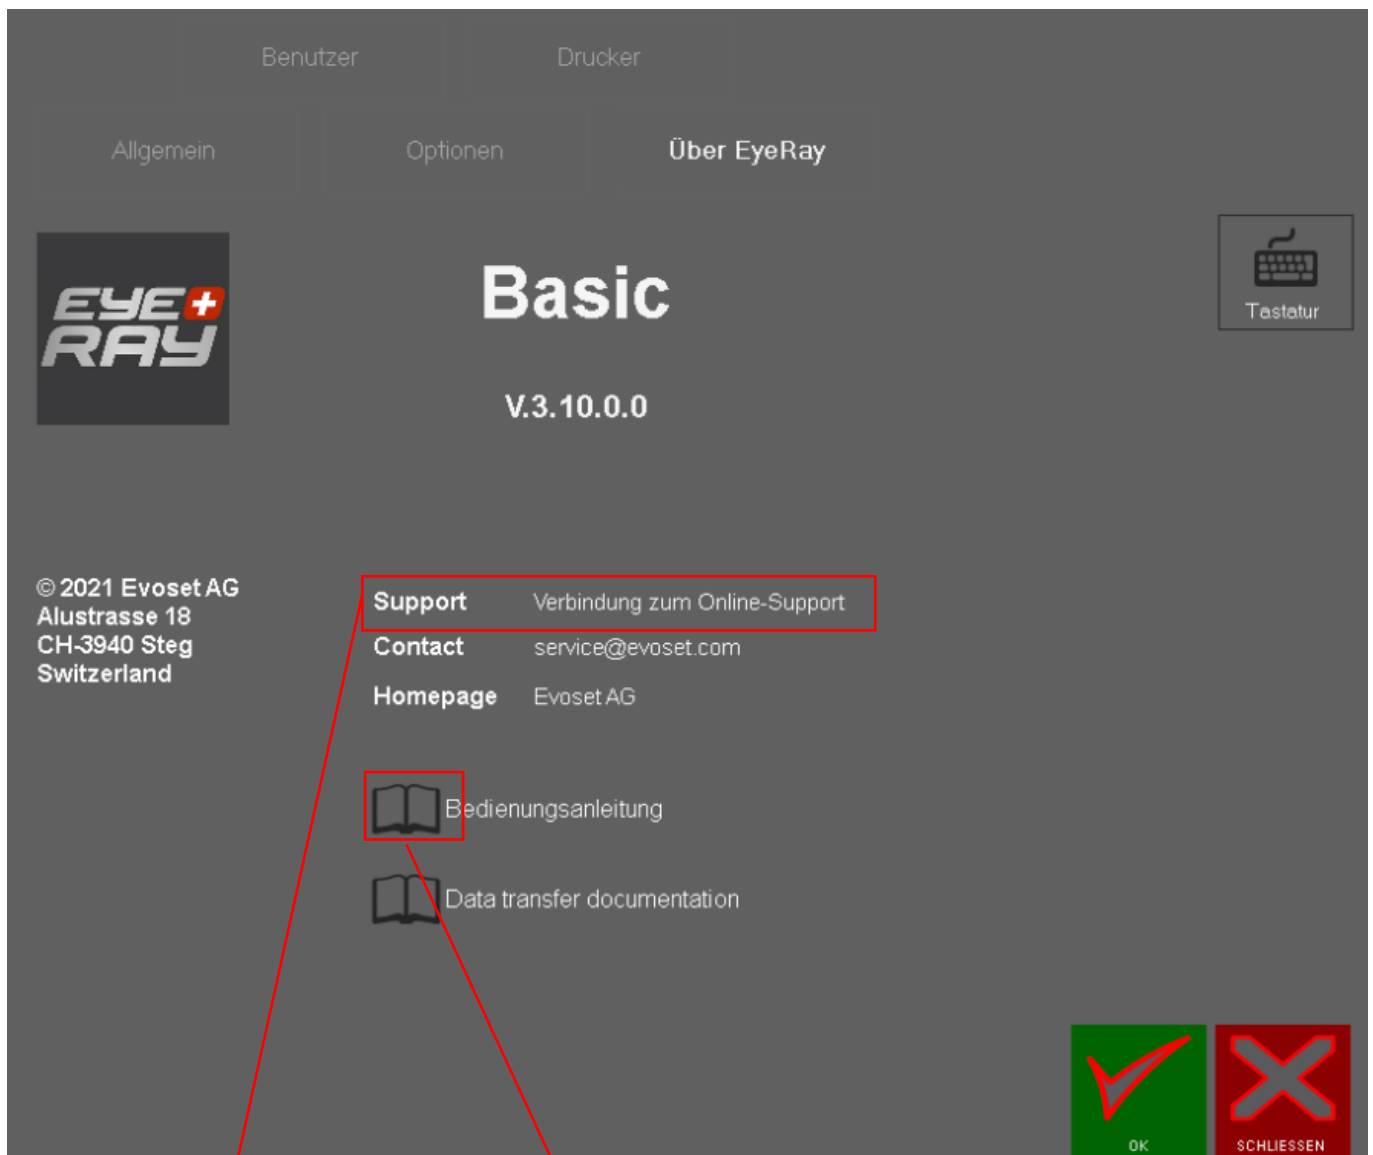 Benutzer Drucker
Allgemein Optionen Über EyeRay
EYE+
RAY
Basic
Tastatur
V.3.10.0.0
© 2021 Evoset AG
Alustrasse 18
CH-3940 Steg
Switzerland
Support Verbindung zum Online-Support
Contact service@evoset.com
Homepage Evoset AG
Bedienungsanleitung
Data transfer documentation
OK SCHLIESSEN